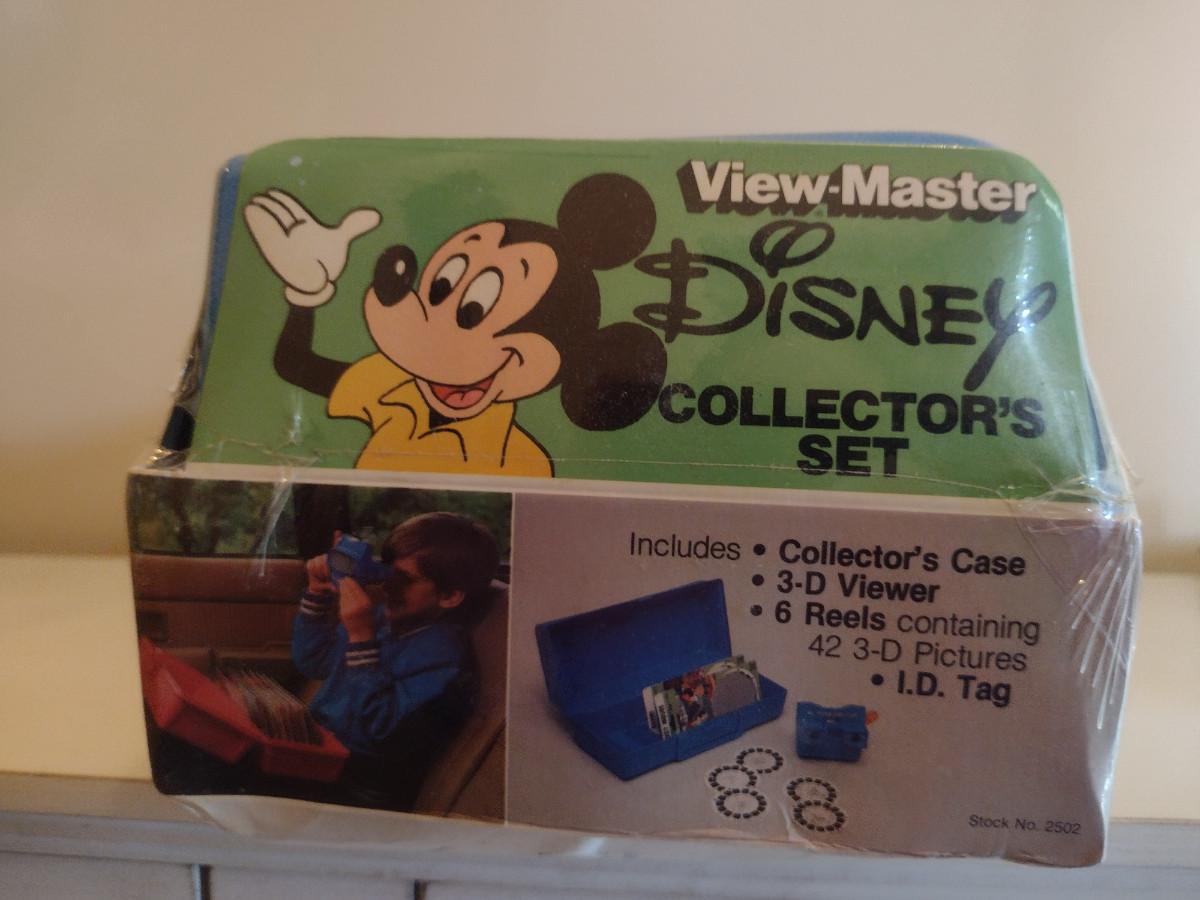 View-Master
Disney
COLLECTOR'S
SET
Includes • Collector's Case
• 3-D Viewer
• 6 Reels containing
42 3-D Pictures
• I.D. Tag
Stock No. 2502